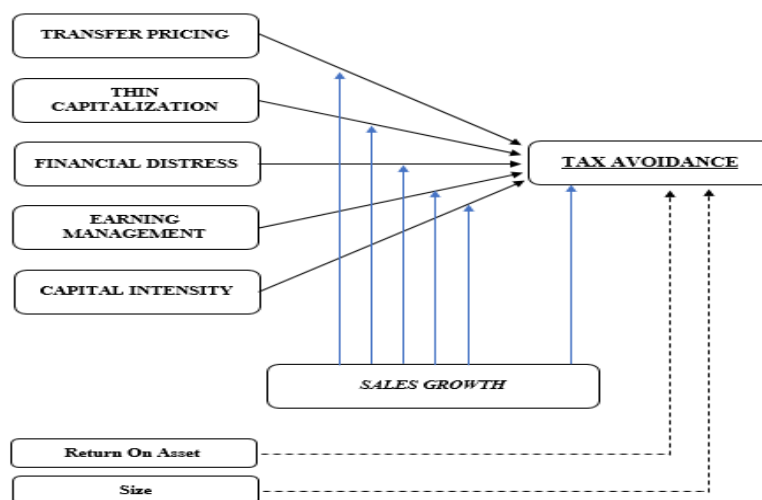 TRANSFER PRICING
THIN
CAPITALIZATION
FINANCIAL DISTRESS
TAX AVOIDANCE
EARNING
MANAGEMENT
CAPITAL INTENSITY
SALES GROWTH
Return On Asset
Size